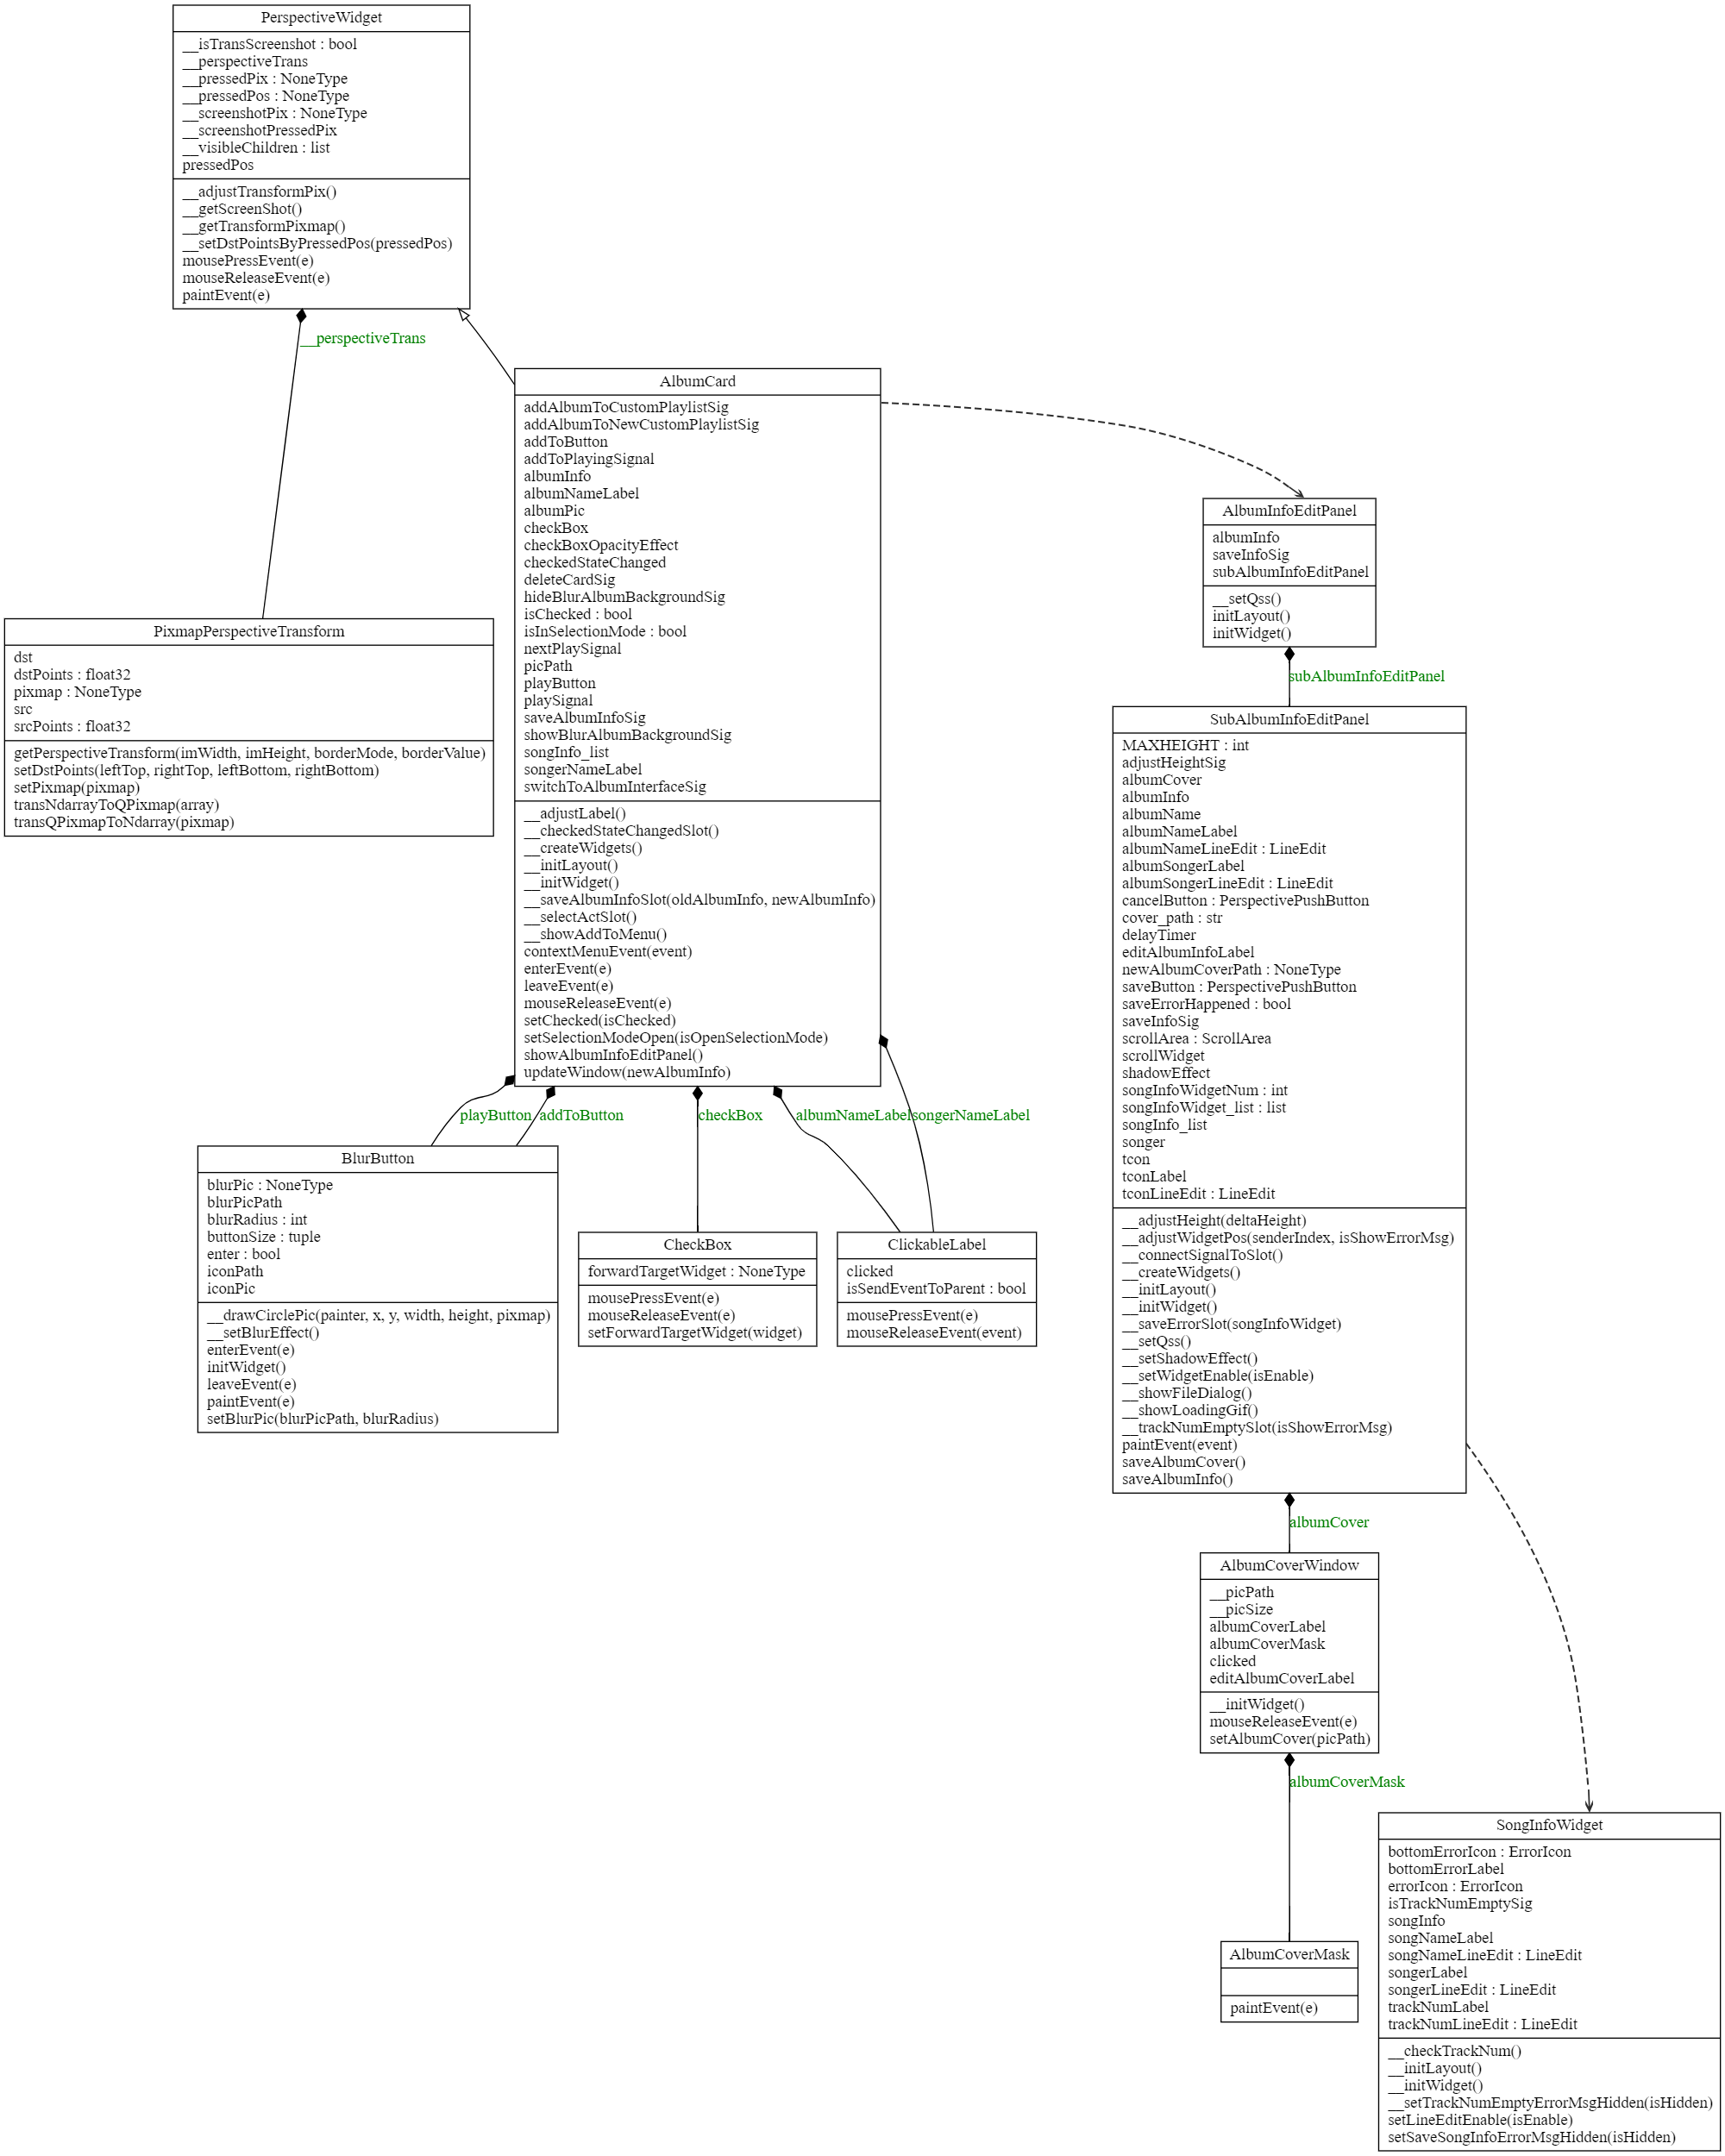 PerspectiveWidget
__isTransScreenshot : bool
__perspectiveTrans
__pressedPix : NoneType
__pressedPos : NoneType
__screenshotPix : NoneType
__screenshotPressedPix
__visibleChildren : list
pressedPos
__adjustTransformPix()
__getScreenShot()
__getTransformPixmap()
__setDstPointsByPressedPos(pressedPos)
mousePressEvent(e)
mouseReleaseEvent(e)
paintEvent(e)
__perspectiveTrans
PixmapPerspectiveTransform
dst
dstPoints : float32
pixmap : NoneType
src
srcPoints : float32
getPerspectiveTransform(imWidth, imHeight, borderMode, borderValue)
setDstPoints(leftTop, rightTop, leftBottom, rightBottom)
setPixmap(pixmap)
transNdarrayToQPixmap(array)
transQPixmapToNdarray(pixmap)
AlbumCard
addAlbumToCustomPlaylistSig
addAlbumToNewCustomPlaylistSig
addToButton
addToPlayingSignal
albumInfo
albumNameLabel
albumPic
checkBox
checkBoxOpacityEffect
checkedStateChanged
deleteCardSig
hideBlurAlbumBackgroundSig
isChecked : bool
isInSelectionMode : bool
nextPlaySignal
picPath
playButton
playSignal
saveAlbumInfoSig
showBlurAlbumBackgroundSig
songInfo_list
songerNameLabel
switchToAlbumInterfaceSig
__adjustLabel()
__checkedStateChangedSlot()
__createWidgets()
__initLayout()
__initWidget()
__saveAlbumInfoSlot(oldAlbumInfo, newAlbumInfo)
__selectActSlot()
__showAddToMenu()
contextMenuEvent(event)
enterEvent(e)
leaveEvent(e)
mouseReleaseEvent(e)
setChecked(isChecked)
setSelectionModeOpen(isOpenSelectionMode)
showAlbumInfoEditPanel()
updateWindow(newAlbumInfo)
playButton
addToButton
checkBox
albumNameLabel
songerNameLabel
BlurButton
blurPic : NoneType
blurPicPath
blurRadius : int
buttonSize : tuple
enter : bool
iconPath
iconPic
__drawCirclePic(painter, x, y, width, height, pixmap)
__setBlurEffect()
enterEvent(e)
initWidget()
leaveEvent(e)
paintEvent(e)
setBlurPic(blurPicPath, blurRadius)
CheckBox
forwardTargetWidget : NoneType
mousePressEvent(e)
mouseReleaseEvent(e)
setForwardTargetWidget(widget)
ClickableLabel
clicked
isSendEventToParent : bool
mousePressEvent(e)
mouseReleaseEvent(event)
AlbumInfoEditPanel
albumInfo
saveInfoSig
subAlbumInfoEditPanel
__setQss()
initLayout()
initWidget()
subAlbumInfoEditPanel
SubAlbumInfoEditPanel
MAXHEIGHT : int
adjustHeightSig
albumCover
albumInfo
albumName
albumNameLabel
albumNameLineEdit : LineEdit
albumSongerLabel
albumSongerLineEdit : LineEdit
cancelButton : PerspectivePushButton
cover_path : str
delayTimer
editAlbumInfoLabel
newAlbumCoverPath : NoneType
saveButton : PerspectivePushButton
saveErrorHappened : bool
saveInfoSig
scrollArea : ScrollArea
scrollWidget
shadowEffect
songInfoWidgetNum : int
songInfoWidget_list : list
songInfo_list
songer
tcon
tconLabel
tconLineEdit : LineEdit
__adjustHeight(deltaHeight)
__adjustWidgetPos(senderIndex, isShowErrorMsg)
__connectSignalToSlot()
__createWidgets()
__initLayout()
__initWidget()
__saveErrorSlot(songInfoWidget)
__setQss()
__setShadowEffect()
__setWidgetEnable(isEnable)
__showFileDialog()
__showLoadingGif()
__trackNumEmptySlot(isShowErrorMsg)
paintEvent(event)
saveAlbumCover()
saveAlbumInfo()
albumCover
AlbumCoverWindow
__picPath
__picSize
albumCoverLabel
albumCoverMask
clicked
editAlbumCoverLabel
__initWidget()
mouseReleaseEvent(e)
setAlbumCover(picPath)
albumCoverMask
AlbumCoverMask
paintEvent(e)
SongInfoWidget
bottomErrorIcon : ErrorIcon
bottomErrorLabel
errorIcon : ErrorIcon
isTrackNumEmptySig
songInfo
songNameLabel
songNameLineEdit : LineEdit
songerLabel
songerLineEdit : LineEdit
trackNumLabel
trackNumLineEdit : LineEdit
__checkTrackNum()
__initLayout()
__initWidget()
__setTrackNumEmptyErrorMsgHidden(isHidden)
setLineEditEnable(isEnable)
setSaveSongInfoErrorMsgHidden(isHidden)